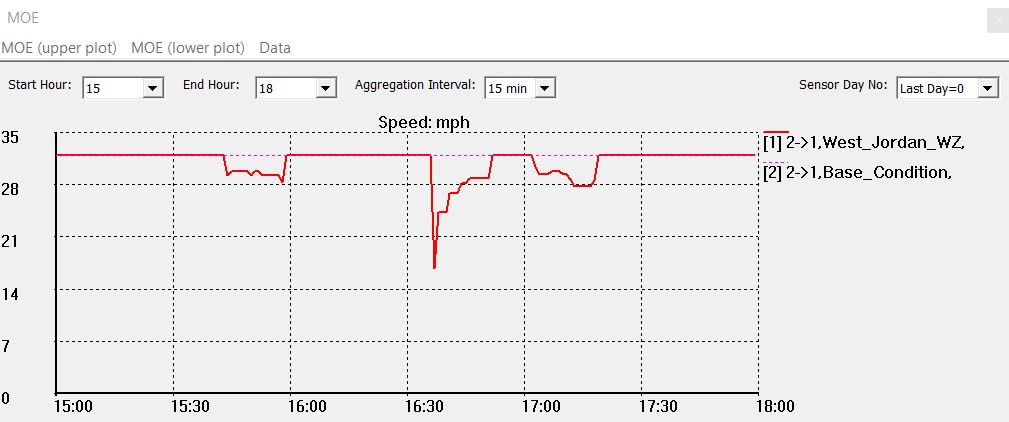 MOE
MOE (upper plot) MOE (lower plot) Data
Start Hour: 15 End Hour: 18 Aggregation Interval: 15 min Sensor Day No: Last Day=0
Speed: mph
35
[1] 2->1,West_Jordan_WZ,
[2] 2->1,Base_Condition,
28
21
14
7
0
15:00 15:30 16:00 16:30 17:00 17:30 18:00